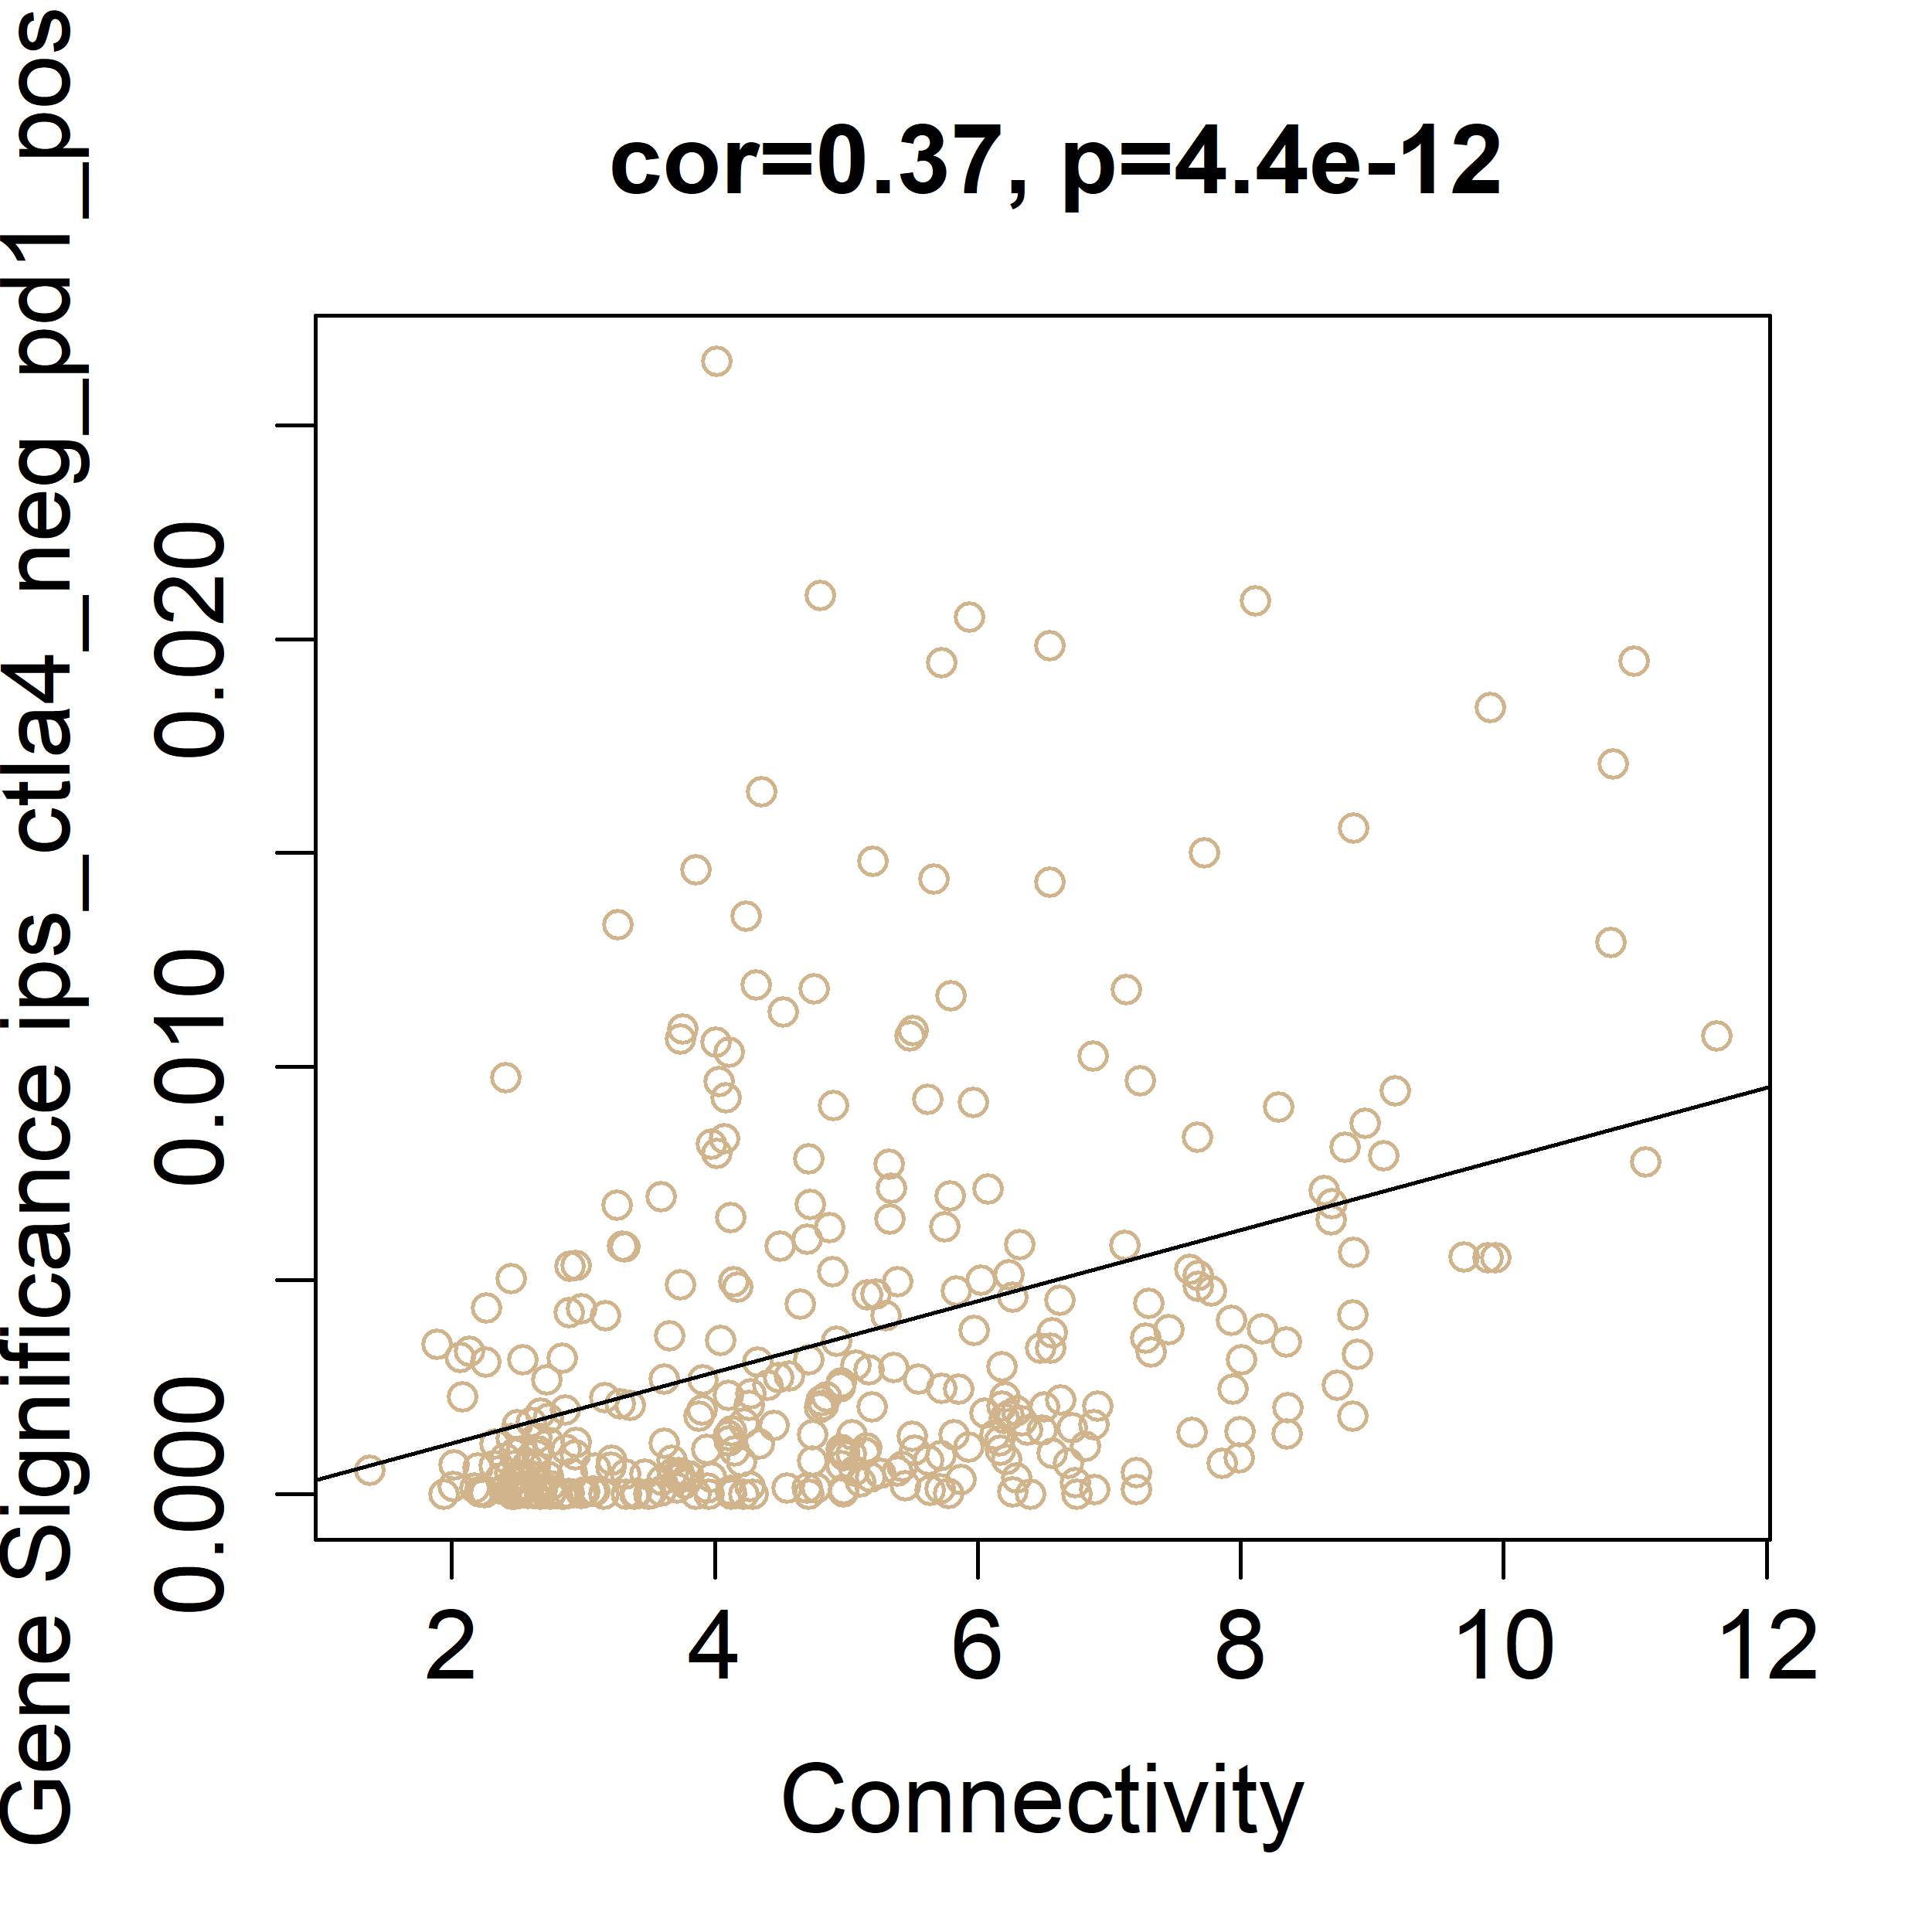 cor=0.37, p=4.4e-12
Gene Significance ips_ctla4_neg_pd1_pos
0.020
0.010
0.000
2 4 6 8 10 12
Connectivity